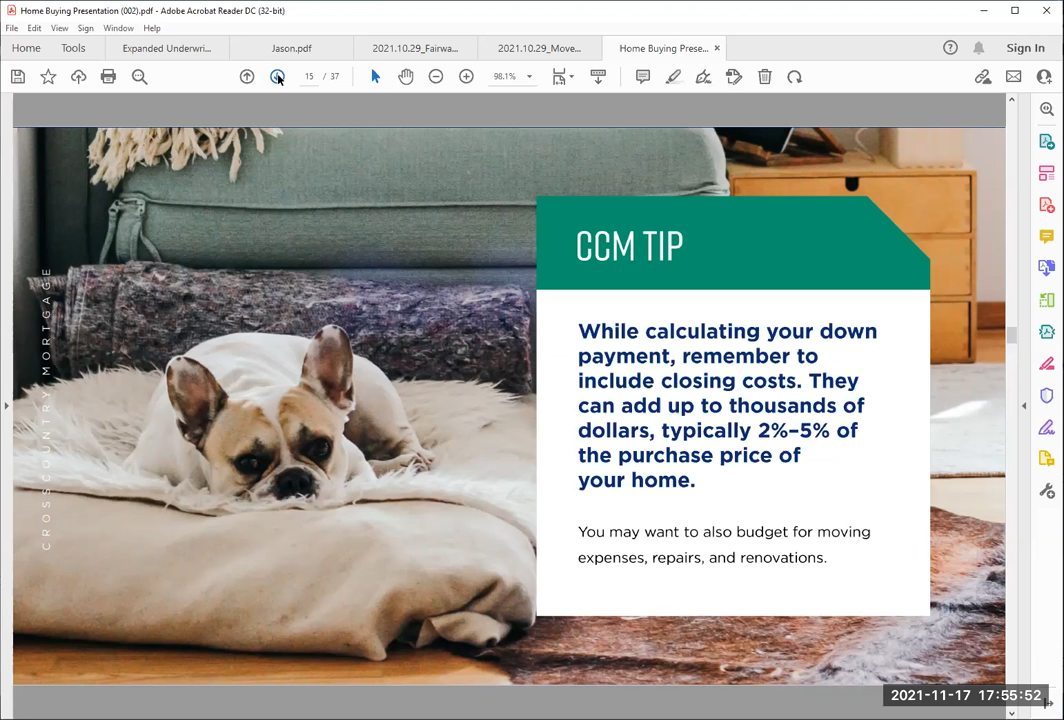 Home Buying Presentation (002).pdf - Adobe Acrobat Reader DC (32-bit)
File Edit View Sign Window Help
Home Tools Expanded Underwri... Jason.pdf 2021.10.29_Fairwa... 2021.10.29_Move... Home Buying Prese... Sign In
15 / 37 98.1%
CROSSCOUNTRY MORTGAGE
CCM TIP
While calculating your down
payment, remember to
include closing costs. They
can add up to thousands of
dollars, typically 2%–5% of
the purchase price of
your home.
You may want to also budget for moving
expenses, repairs, and renovations.
2021-11-17 17:55:52